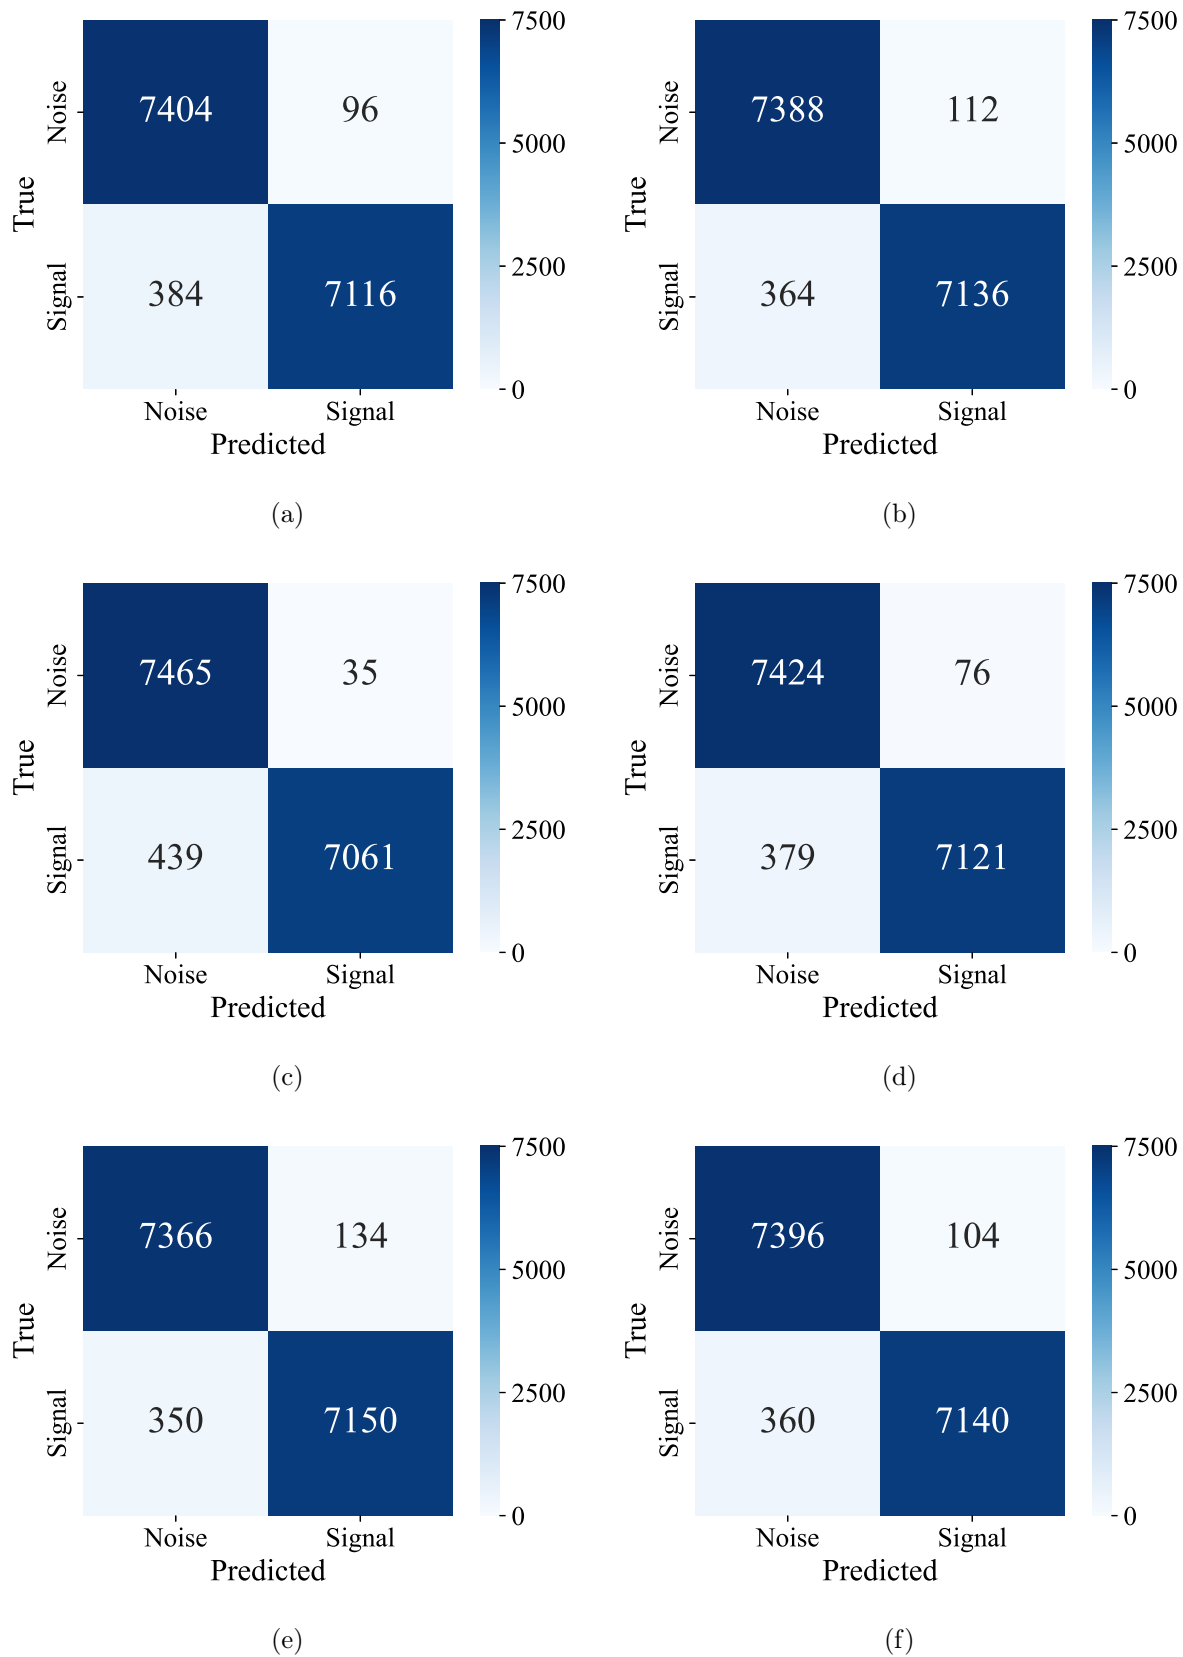 7404 96
384 7116
Noise Signal
True
Noise Signal
Predicted
7500
5000
2500
0
(a)
7388 112
364 7136
Noise Signal
True
Noise Signal
Predicted
7500
5000
2500
0
(b)
7465 35
439 7061
Noise Signal
True
Noise Signal
Predicted
7500
5000
2500
0
(c)
7424 76
379 7121
Noise Signal
True
Noise Signal
Predicted
7500
5000
2500
0
(d)
7366 134
350 7150
Noise Signal
True
Noise Signal
Predicted
7500
5000
2500
0
(e)
7396 104
360 7140
Noise Signal
True
Noise Signal
Predicted
7500
5000
2500
0
(f)